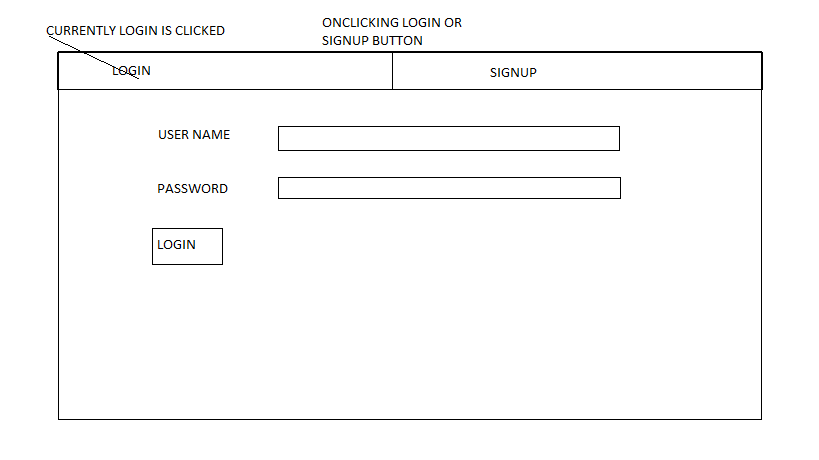 CURRENTLY LOGIN IS CLICKED
ONCLICKING LOGIN OR
SIGNUP BUTTON
LOGIN
SIGNUP
USER NAME
PASSWORD
LOGIN